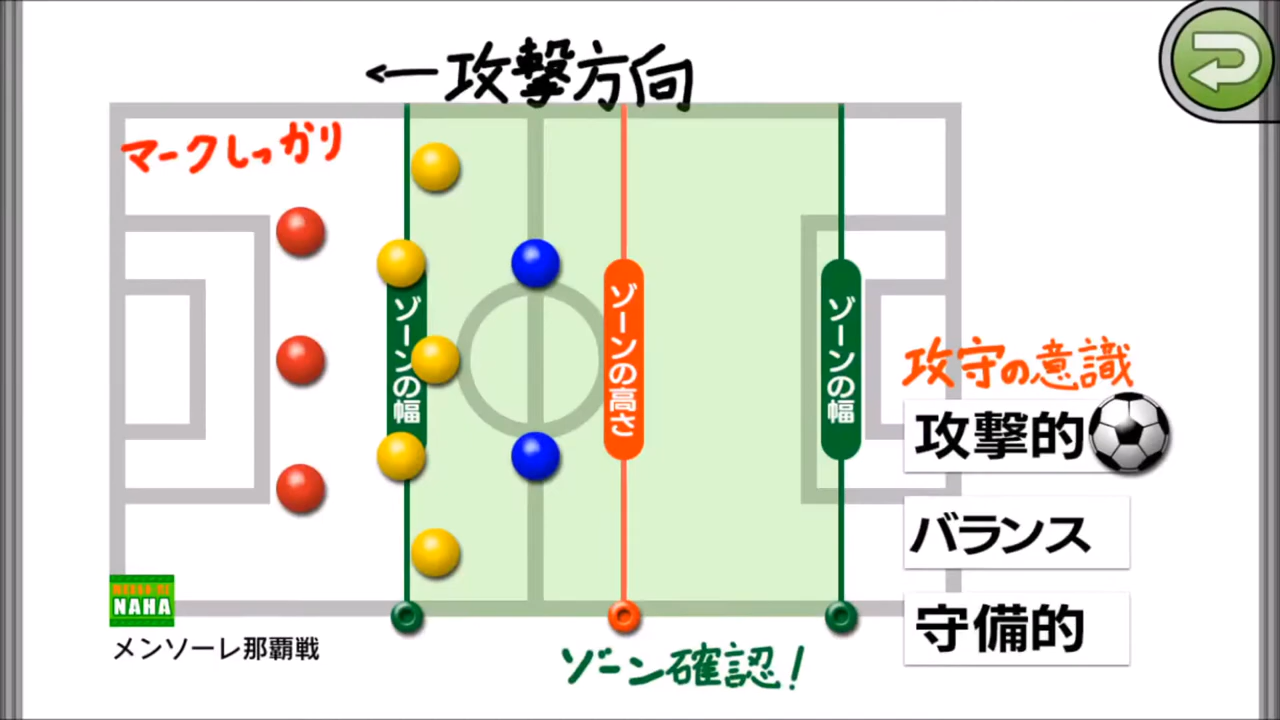 ←攻撃方向
マークしっかり
ゾーンの幅
ゾーンの高さ
ゾーンの幅
攻守の意識
攻撃的
バランス
守備的
NAHA
メンソーレ那覇戦
ゾーン確認!